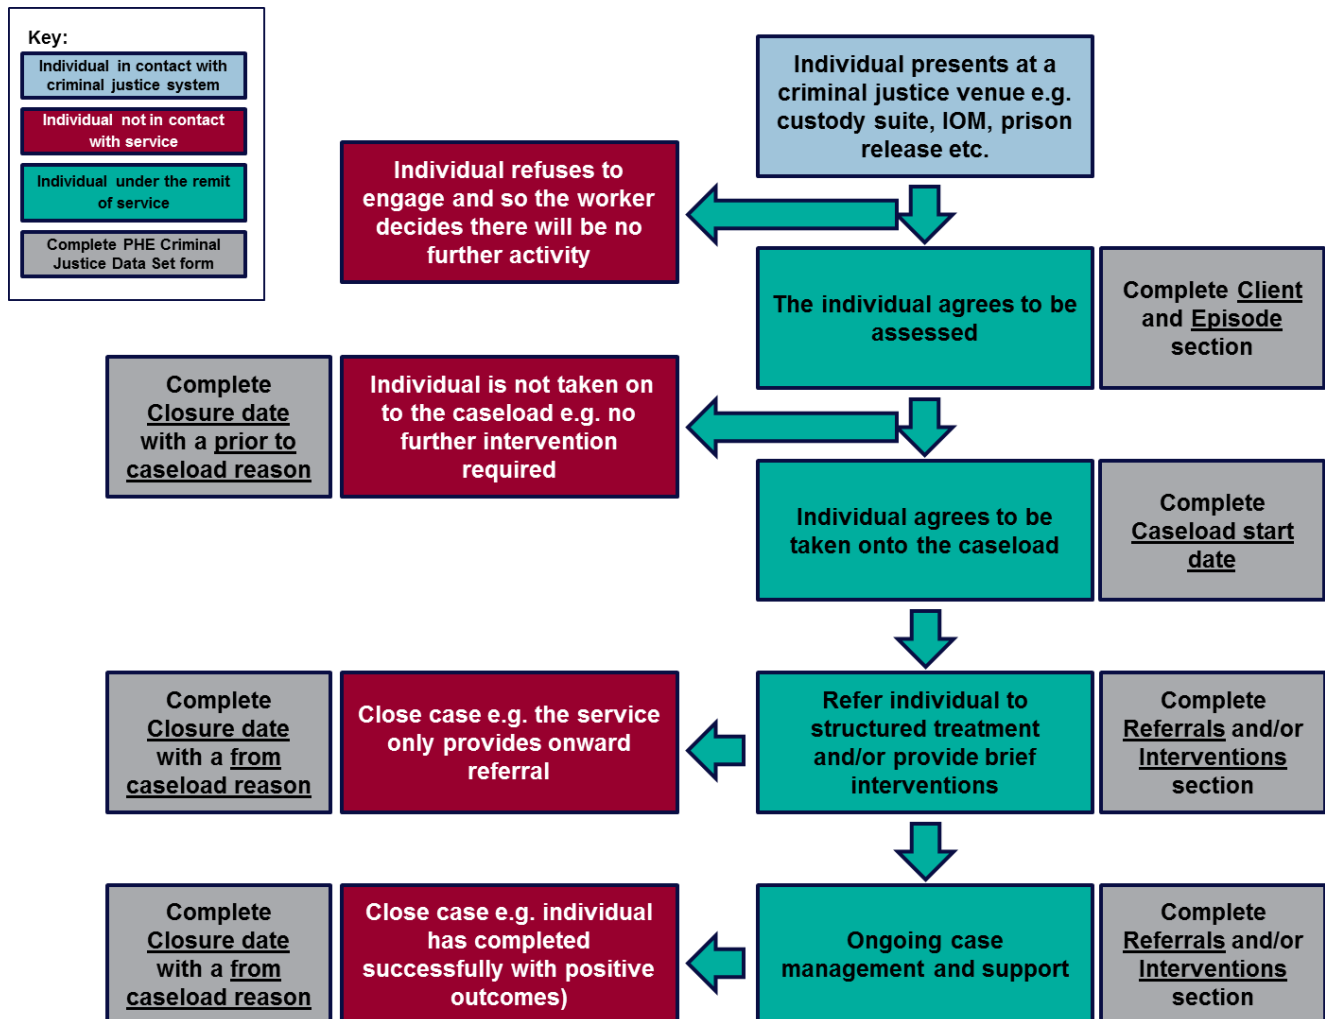 Key:
Individual in contact with
criminal justice system
Individual not in contact
with service
Individual under the remit
of service
Complete PHE Criminal
Justice Data Set form
Individual presents at a
criminal justice venue e.g.
custody suite, IOM, prison
release etc.
Individual refuses to
engage and so the worker
decides there will be no
further activity
The individual agrees to be
assessed
Complete Client
and Episode
section
Complete
Closure date
with a prior to
caseload reason
Individual is not taken on
to the caseload e.g. no
further intervention
required
Individual agrees to be
taken onto the caseload
Complete
Caseload start
date
Complete
Closure date
with a from
caseload reason
Close case e.g. the service
only provides onward
referral
Refer individual to
structured treatment
and/or provide brief
interventions
Complete
Referrals and/or
Interventions
section
Complete
Closure date
with a from
caseload reason
Close case e.g. individual
has completed
successfully with positive
outcomes)
Ongoing case
management and support
Complete
Referrals and/or
Interventions
section